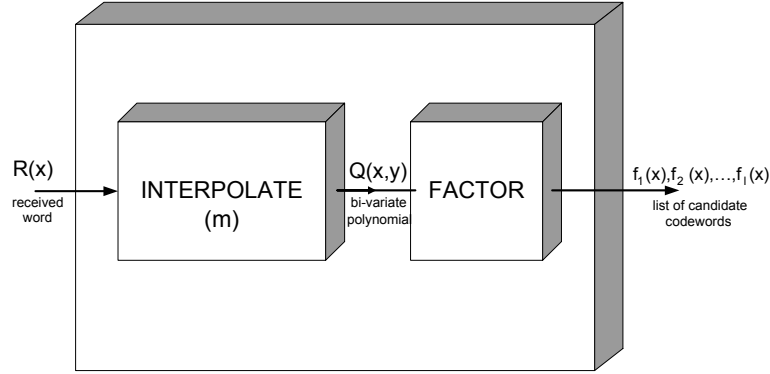 R(x)
received
word
INTERPOLATE
(m)
Q(x,y)
bi-variate
polynomial
FACTOR
f₁(x),f₂ (x),…,fₗ(x)
list of candidate
codewords